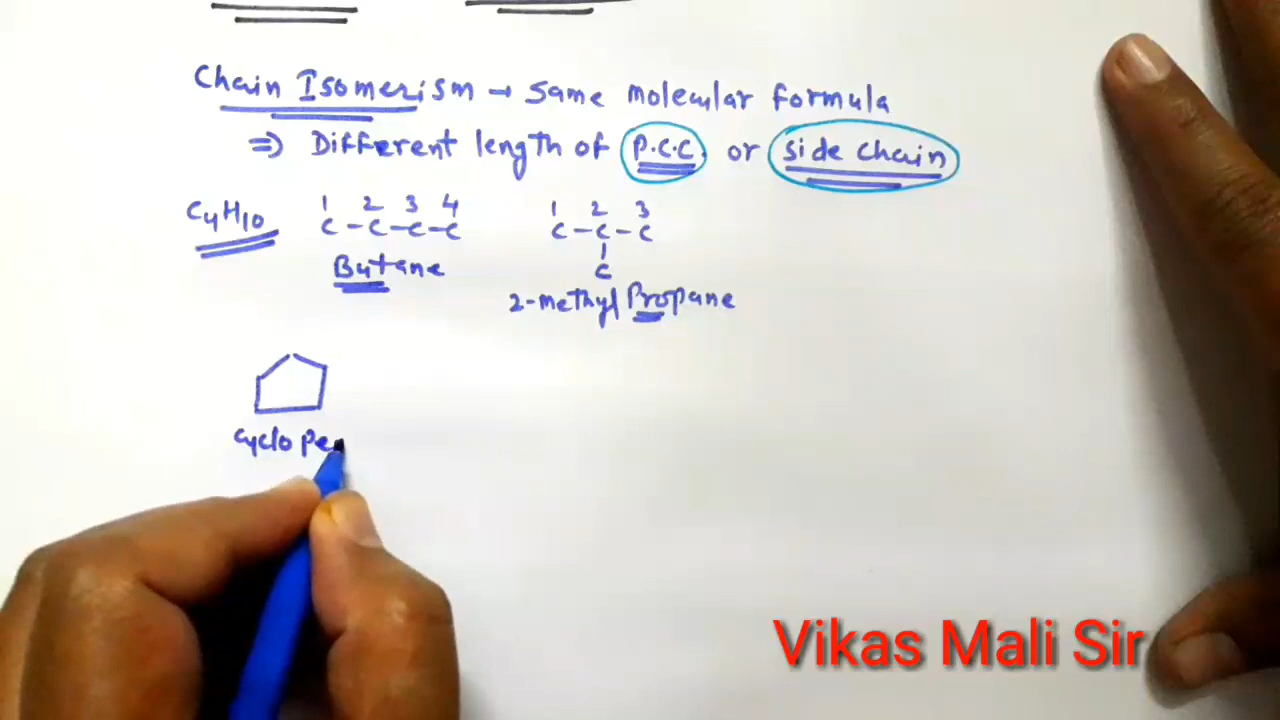 Chain Isomerism → Same molecular formula
⇒ Different length of P.C.C. or Side Chain
C4H10
1 2 3 4
C-C-C-C
Butane
1 2 3
C-C-C
C
2-methyl Propane
Cyclo Pe
Vikas Mali Sir